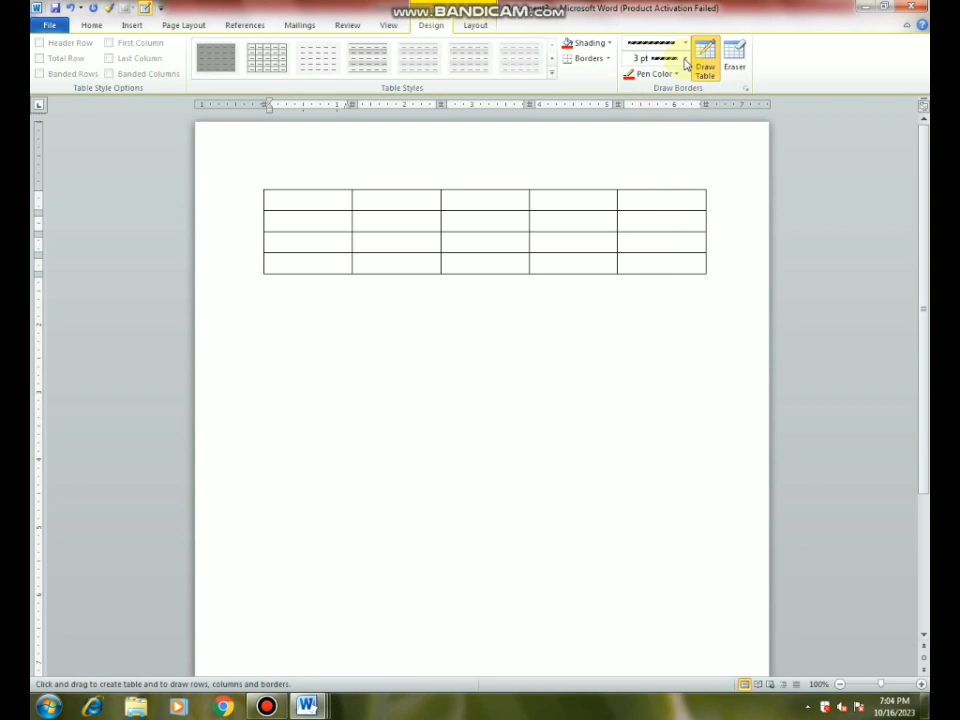 www.BANDICAM.com
Microsoft Word (Product Activation Failed)
File Home Insert Page Layout References Mailings Review View Design Layout
Header Row First Column
Total Row Last Column
Banded Rows Banded Columns
Table Style Options
Table Styles
Shading
Borders
3 pt
Pen Color
Draw Table
Eraser
Draw Borders
Click and drag to create table and to draw rows, columns and borders.
100%
7:04 PM
10/16/2023